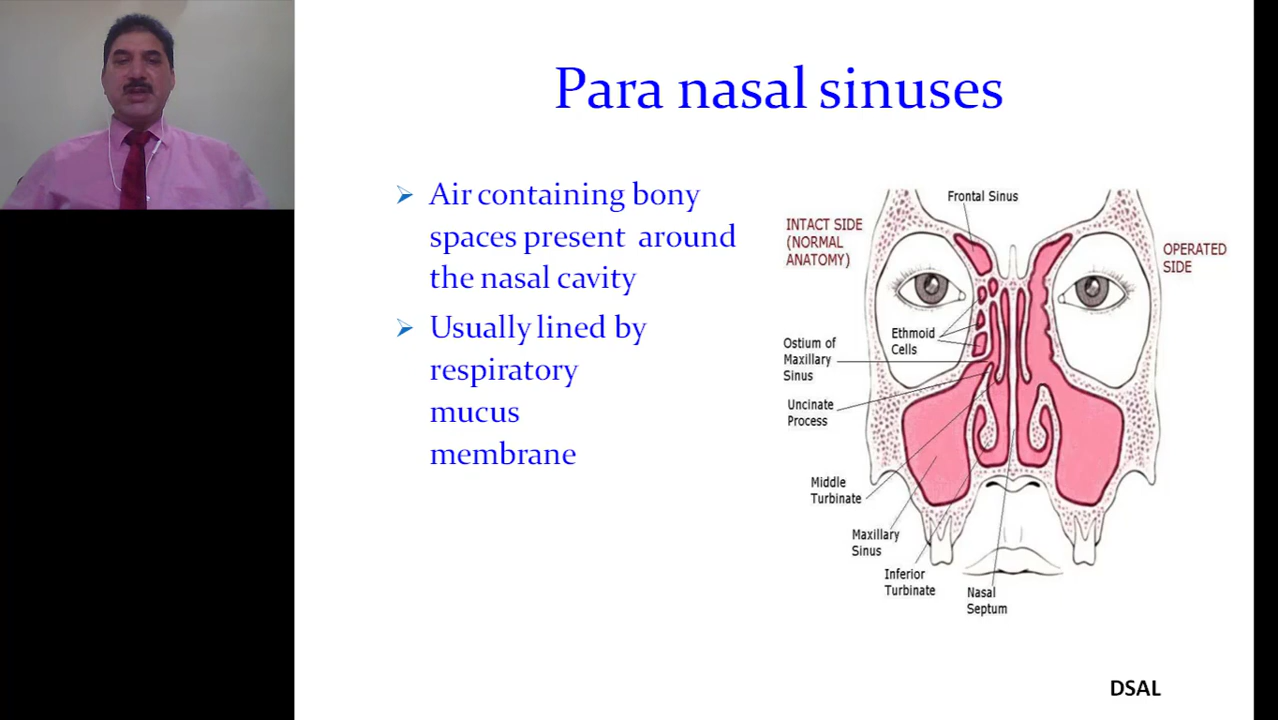 Para nasal sinuses
➢ Air containing bony
spaces present around
the nasal cavity
➢ Usually lined by
respiratory
mucus
membrane
Frontal Sinus
INTACT SIDE
(NORMAL
ANATOMY)
OPERATED
SIDE
Ethmoid
Cells
Ostium of
Maxillary
Sinus
Uncinate
Process
Middle
Turbinate
Maxillary
Sinus
Inferior
Turbinate
Nasal
Septum
DSAL